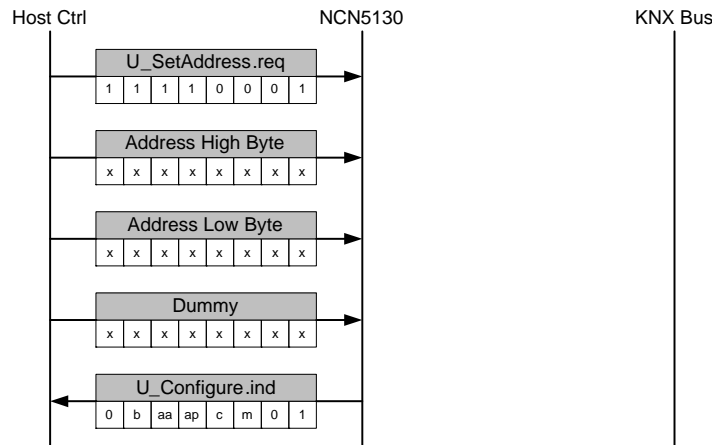 Host Ctrl NCN5130 KNX Bus
U_SetAddress.req
1 1 1 1 0 0 0 1
Address High Byte
x x x x x x x x
Address Low Byte
x x x x x x x x
Dummy
x x x x x x x x
U_Configure.ind
0 b aa ap c m 0 1